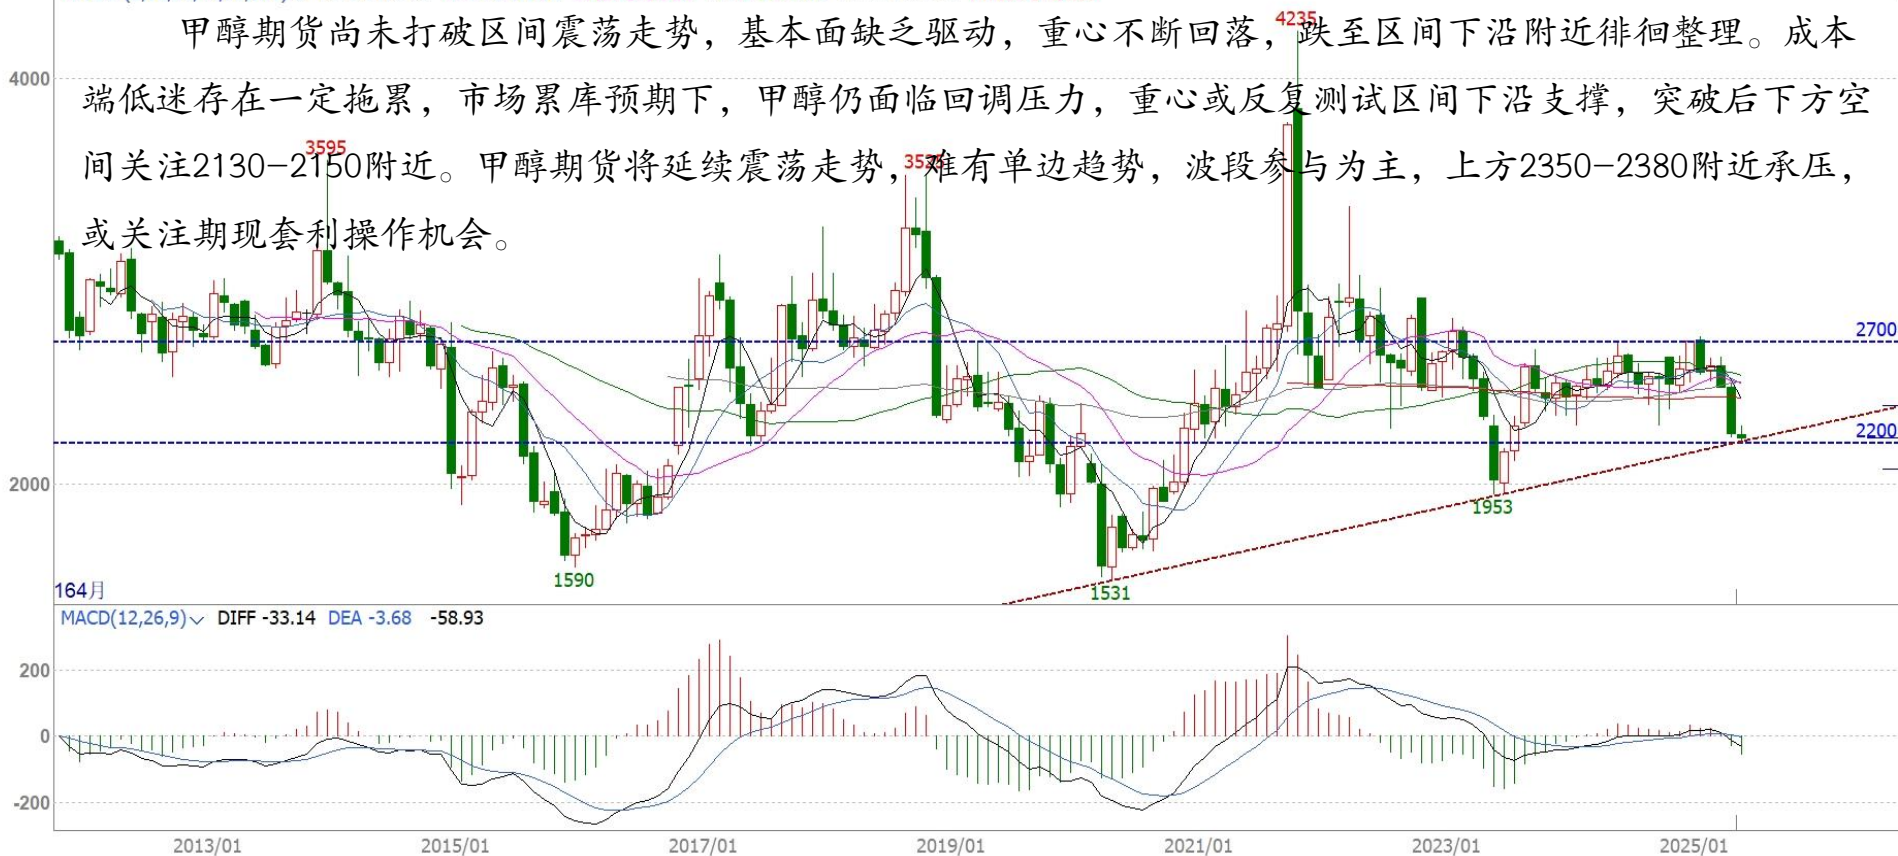 甲醇期货尚未打破区间震荡走势，基本面缺乏驱动，重心不断回落，跌至区间下沿附近徘徊整理。成本
端低迷存在一定拖累，市场累库预期下，甲醇仍面临回调压力，重心或反复测试区间下沿支撑，突破后下方空
间关注2130-2150附近。甲醇期货将延续震荡走势，难有单边趋势，波段参与为主，上方2350-2380附近承压，
或关注期现套利操作机会。
4235
4000
3595
2700
2200
2000
1953
1590
1531
164月
MACD(12,26,9) DIFF -33.14 DEA -3.68 -58.93
200
0
-200
2013/01 2015/01 2017/01 2019/01 2021/01 2023/01 2025/01